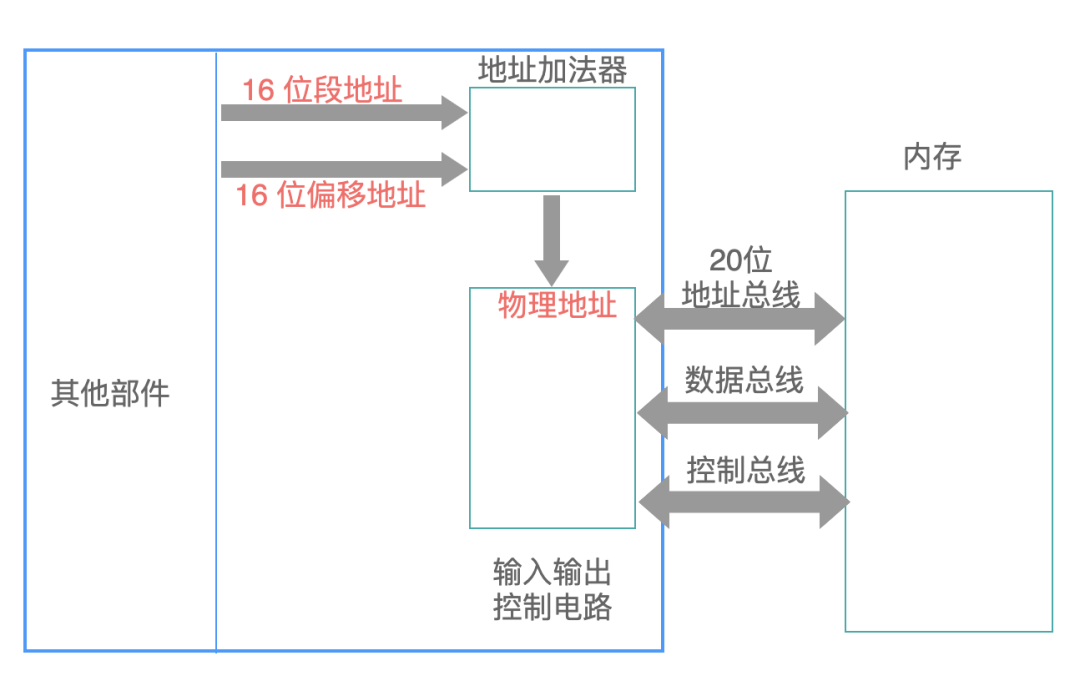 地址加法器
16 位段地址
16 位偏移地址
内存
20位
地址总线
物理地址
数据总线
其他部件
控制总线
输入输出
控制电路